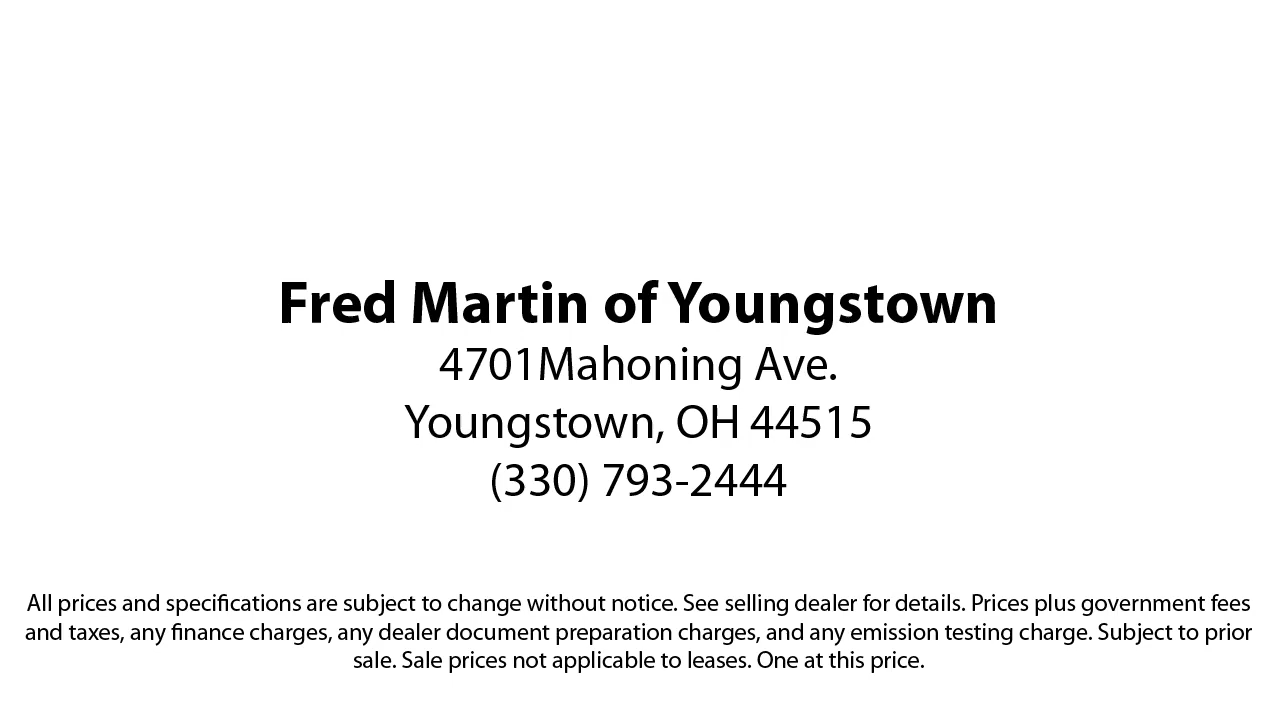 Fred Martin of Youngstown
4701Mahoning Ave.
Youngstown, OH 44515
(330) 793-2444
All prices and specifications are subject to change without notice. See selling dealer for details. Prices plus government fees
and taxes, any finance charges, any dealer document preparation charges, and any emission testing charge. Subject to prior
sale. Sale prices not applicable to leases. One at this price.